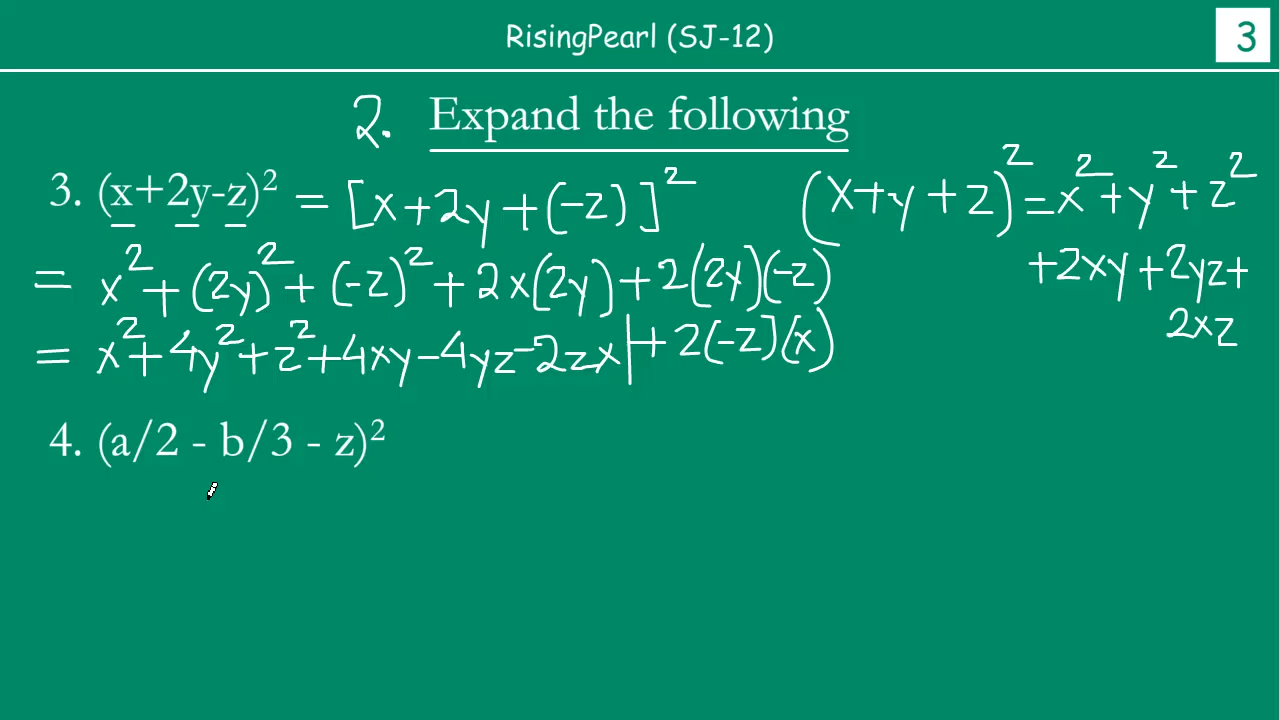 RisingPearl (SJ-12)
3
2. Expand the following
3. (x+2y-z)² = [x+2y+(-z)]²
(x+y+z)² = x²+y²+z²
+2xy+2yz+
2xz
= x²+(2y)²+(-z)²+2x(2y)+2(2y)(-z)
+2(-z)(x)
= x²+4y²+z²+4xy-4yz-2zx
4. (a/2 - b/3 - z)²